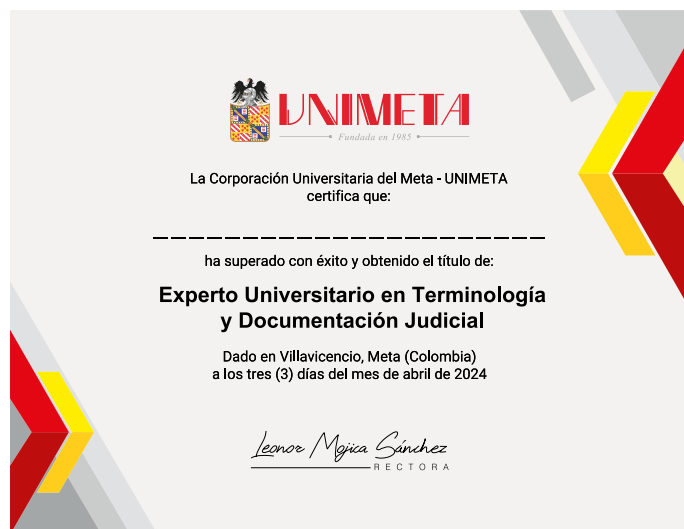 UNIMETA
Fundada en 1985
La Corporación Universitaria del Meta - UNIMETA
certifica que:
ha superado con éxito y obtenido el título de:
Experto Universitario en Terminología
y Documentación Judicial
Dado en Villavicencio, Meta (Colombia)
a los tres (3) días del mes de abril de 2024
Leonor Mojica Sánchez
RECTORA